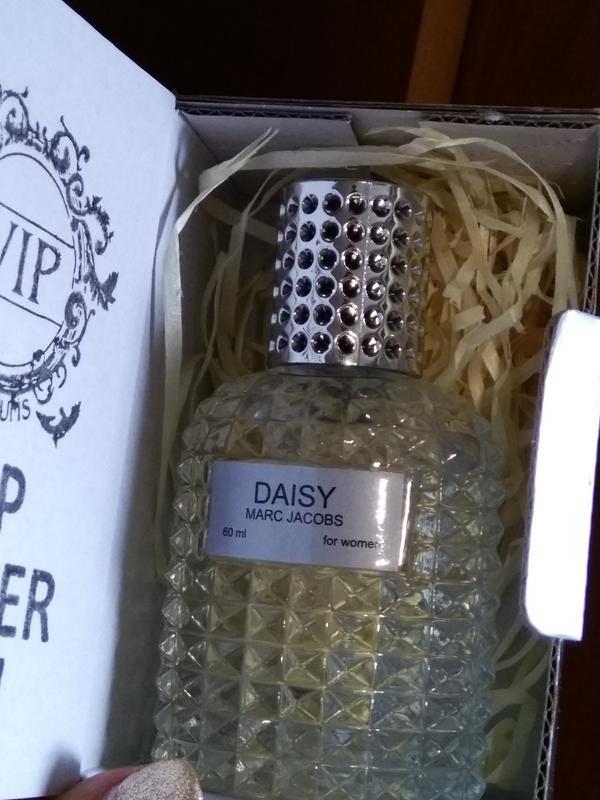 VIP
UMS
P
ER
DAISY
MARC JACOBS
60 ml for women